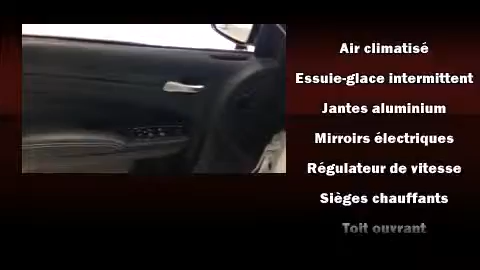 Air climatisé
Essuie-glace intermittent
Jantes aluminium
Mirroirs électriques
Régulateur de vitesse
Sièges chauffants
Toit ouvrant